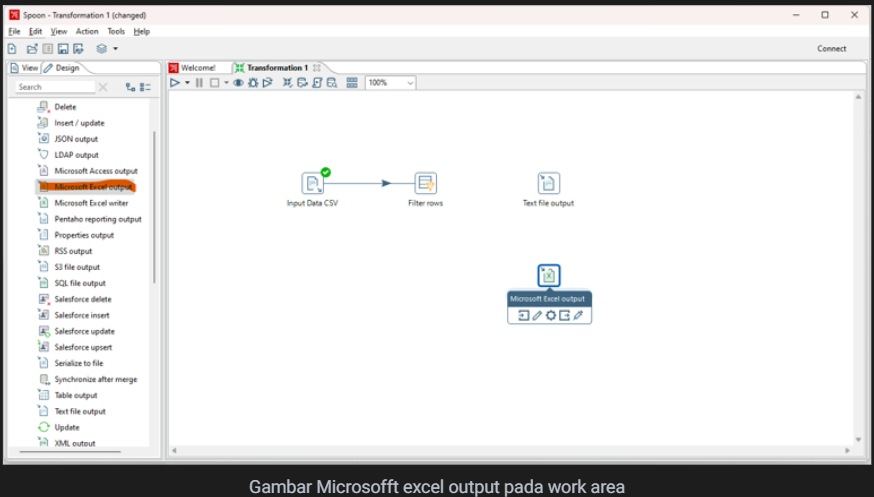 Spoon - Transformation 1 (changed)
File Edit View Action Tools Help
Connect
View Design
Welcome! Transformation 1
Search
100%
Delete
Insert / update
JSON output
LDAP output
Microsoft Access output
Microsoft Excel output
Microsoft Excel writer
Pentaho reporting output
Properties output
RSS output
S3 file output
SQL file output
Salesforce delete
Salesforce insert
Salesforce update
Salesforce upsert
Serialize to file
Synchronize after merge
Table output
Text file output
Update
XML output
Input Data CSV
Filter rows
Text file output
Microsoft Excel output
Gambar Microsofft excel output pada work area